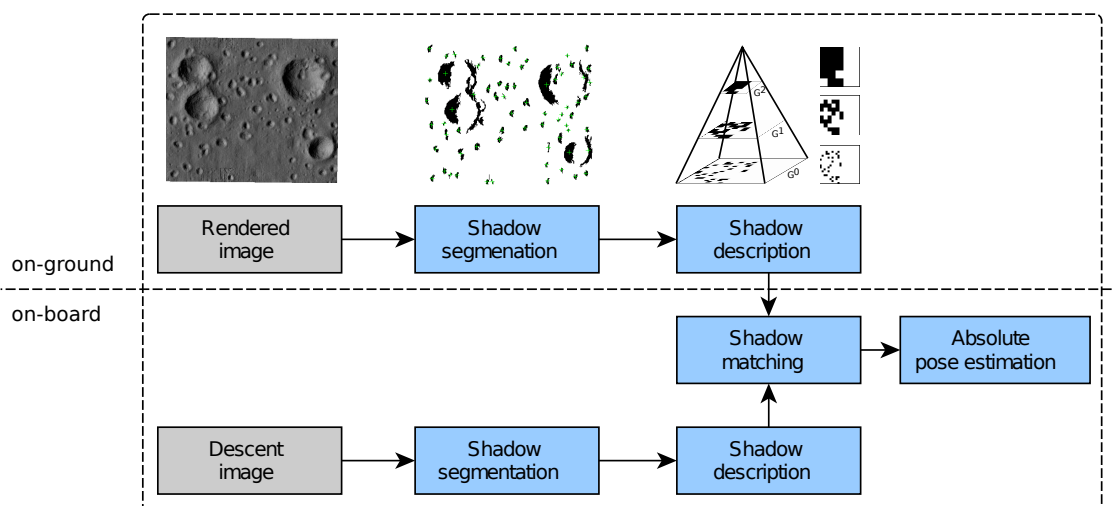 G2
G1
G0
Rendered
image
Shadow
segmenation
Shadow
description
on-ground
on-board
Shadow
matching
Absolute
pose estimation
Descent
image
Shadow
segmentation
Shadow
description